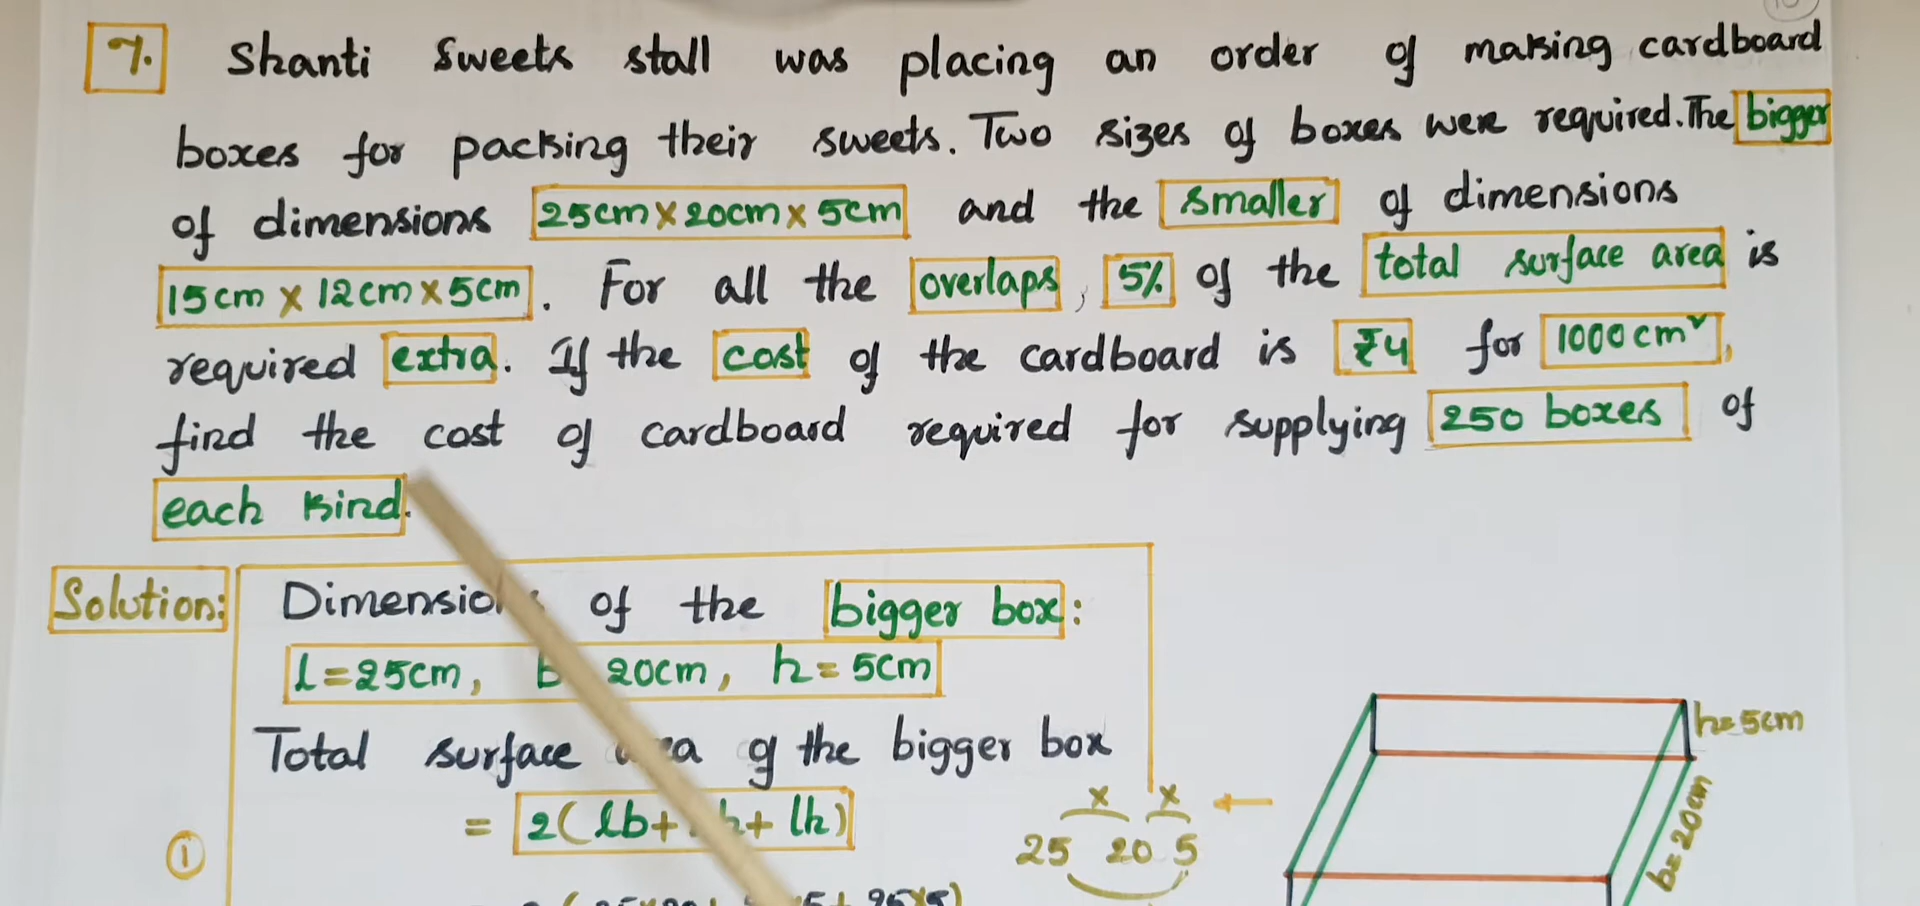 7. Shanti sweets stall was placing an order of making cardboard
boxes for packing their sweets. Two sizes of boxes were required. The bigger
of dimensions 25cm x 20cm x 5cm and the smaller of dimensions
15cm x 12cm x 5cm. For all the overlaps, 5% of the total surface area is
required extra. If the cost of the cardboard is ₹4 for 1000 cm²,
find the cost of cardboard required for supplying 250 boxes of
each kind.
Solution: Dimensions of the bigger box:
l=25cm, b 20cm, h=5cm
Total surface area of the bigger box
= 2(lb+bh+lh)
①
x x
25 20 5
h=5cm
b=20cm